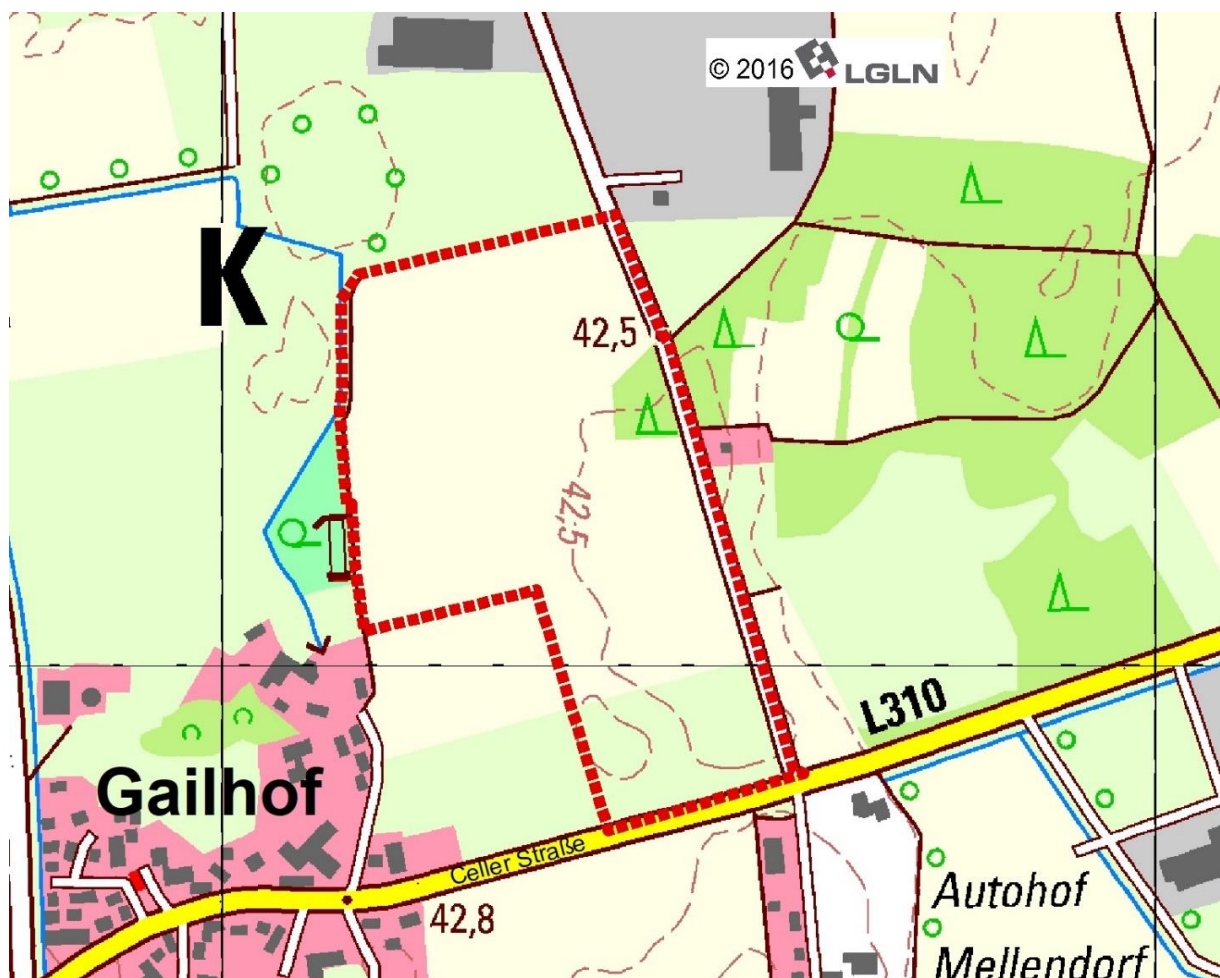 © 2016 LGLN
K
42,5
42,5
L310
Gailhof
Celler Straße
42,8
Autohof
Mellendorf